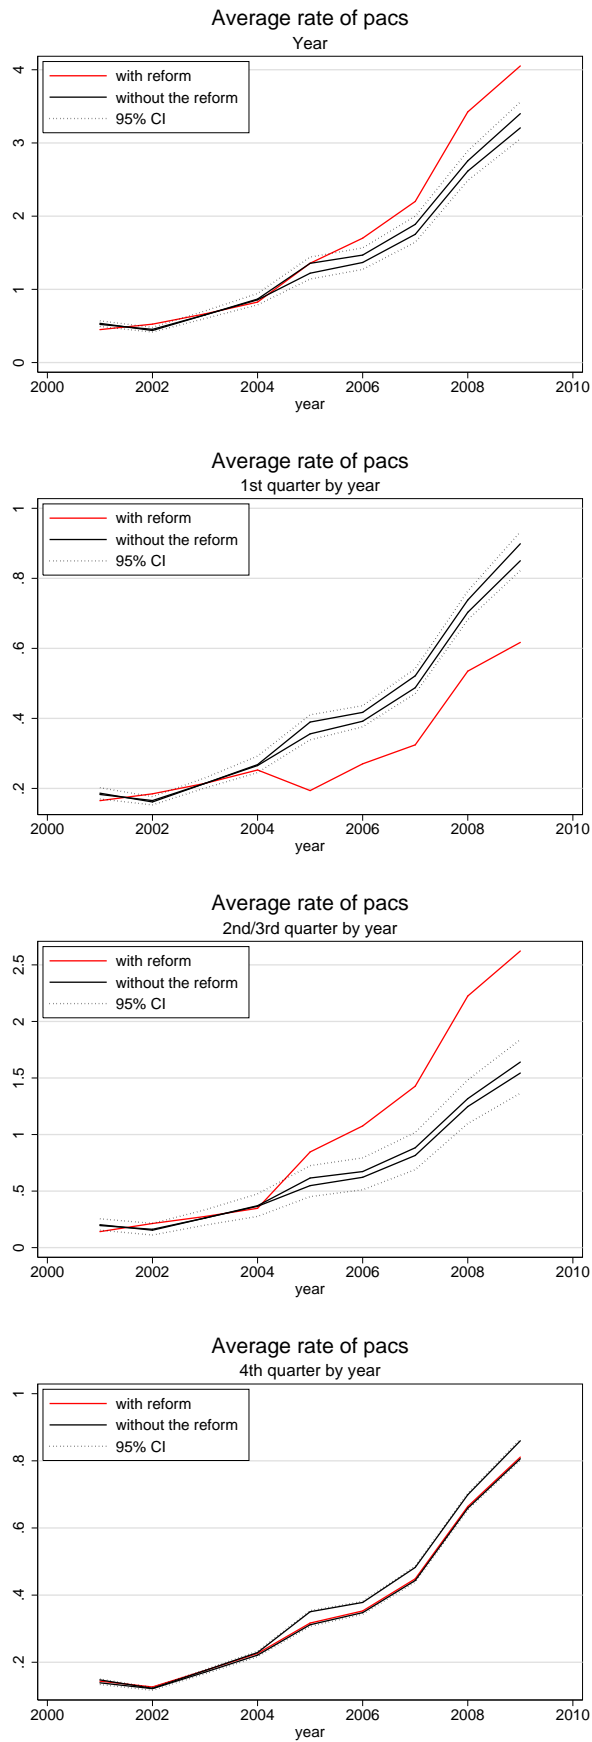 Average rate of pacs
Year
with reform
without the reform
95% CI
4
3
2
1
0
2000 2002 2004 2006 2008 2010
year
Average rate of pacs
1st quarter by year
with reform
without the reform
95% CI
1
.8
.6
.4
.2
2000 2002 2004 2006 2008 2010
year
Average rate of pacs
2nd/3rd quarter by year
with reform
without the reform
95% CI
2.5
2
1.5
1
.5
0
2000 2002 2004 2006 2008 2010
year
Average rate of pacs
4th quarter by year
with reform
without the reform
95% CI
1
.8
.6
.4
.2
2000 2002 2004 2006 2008 2010
year